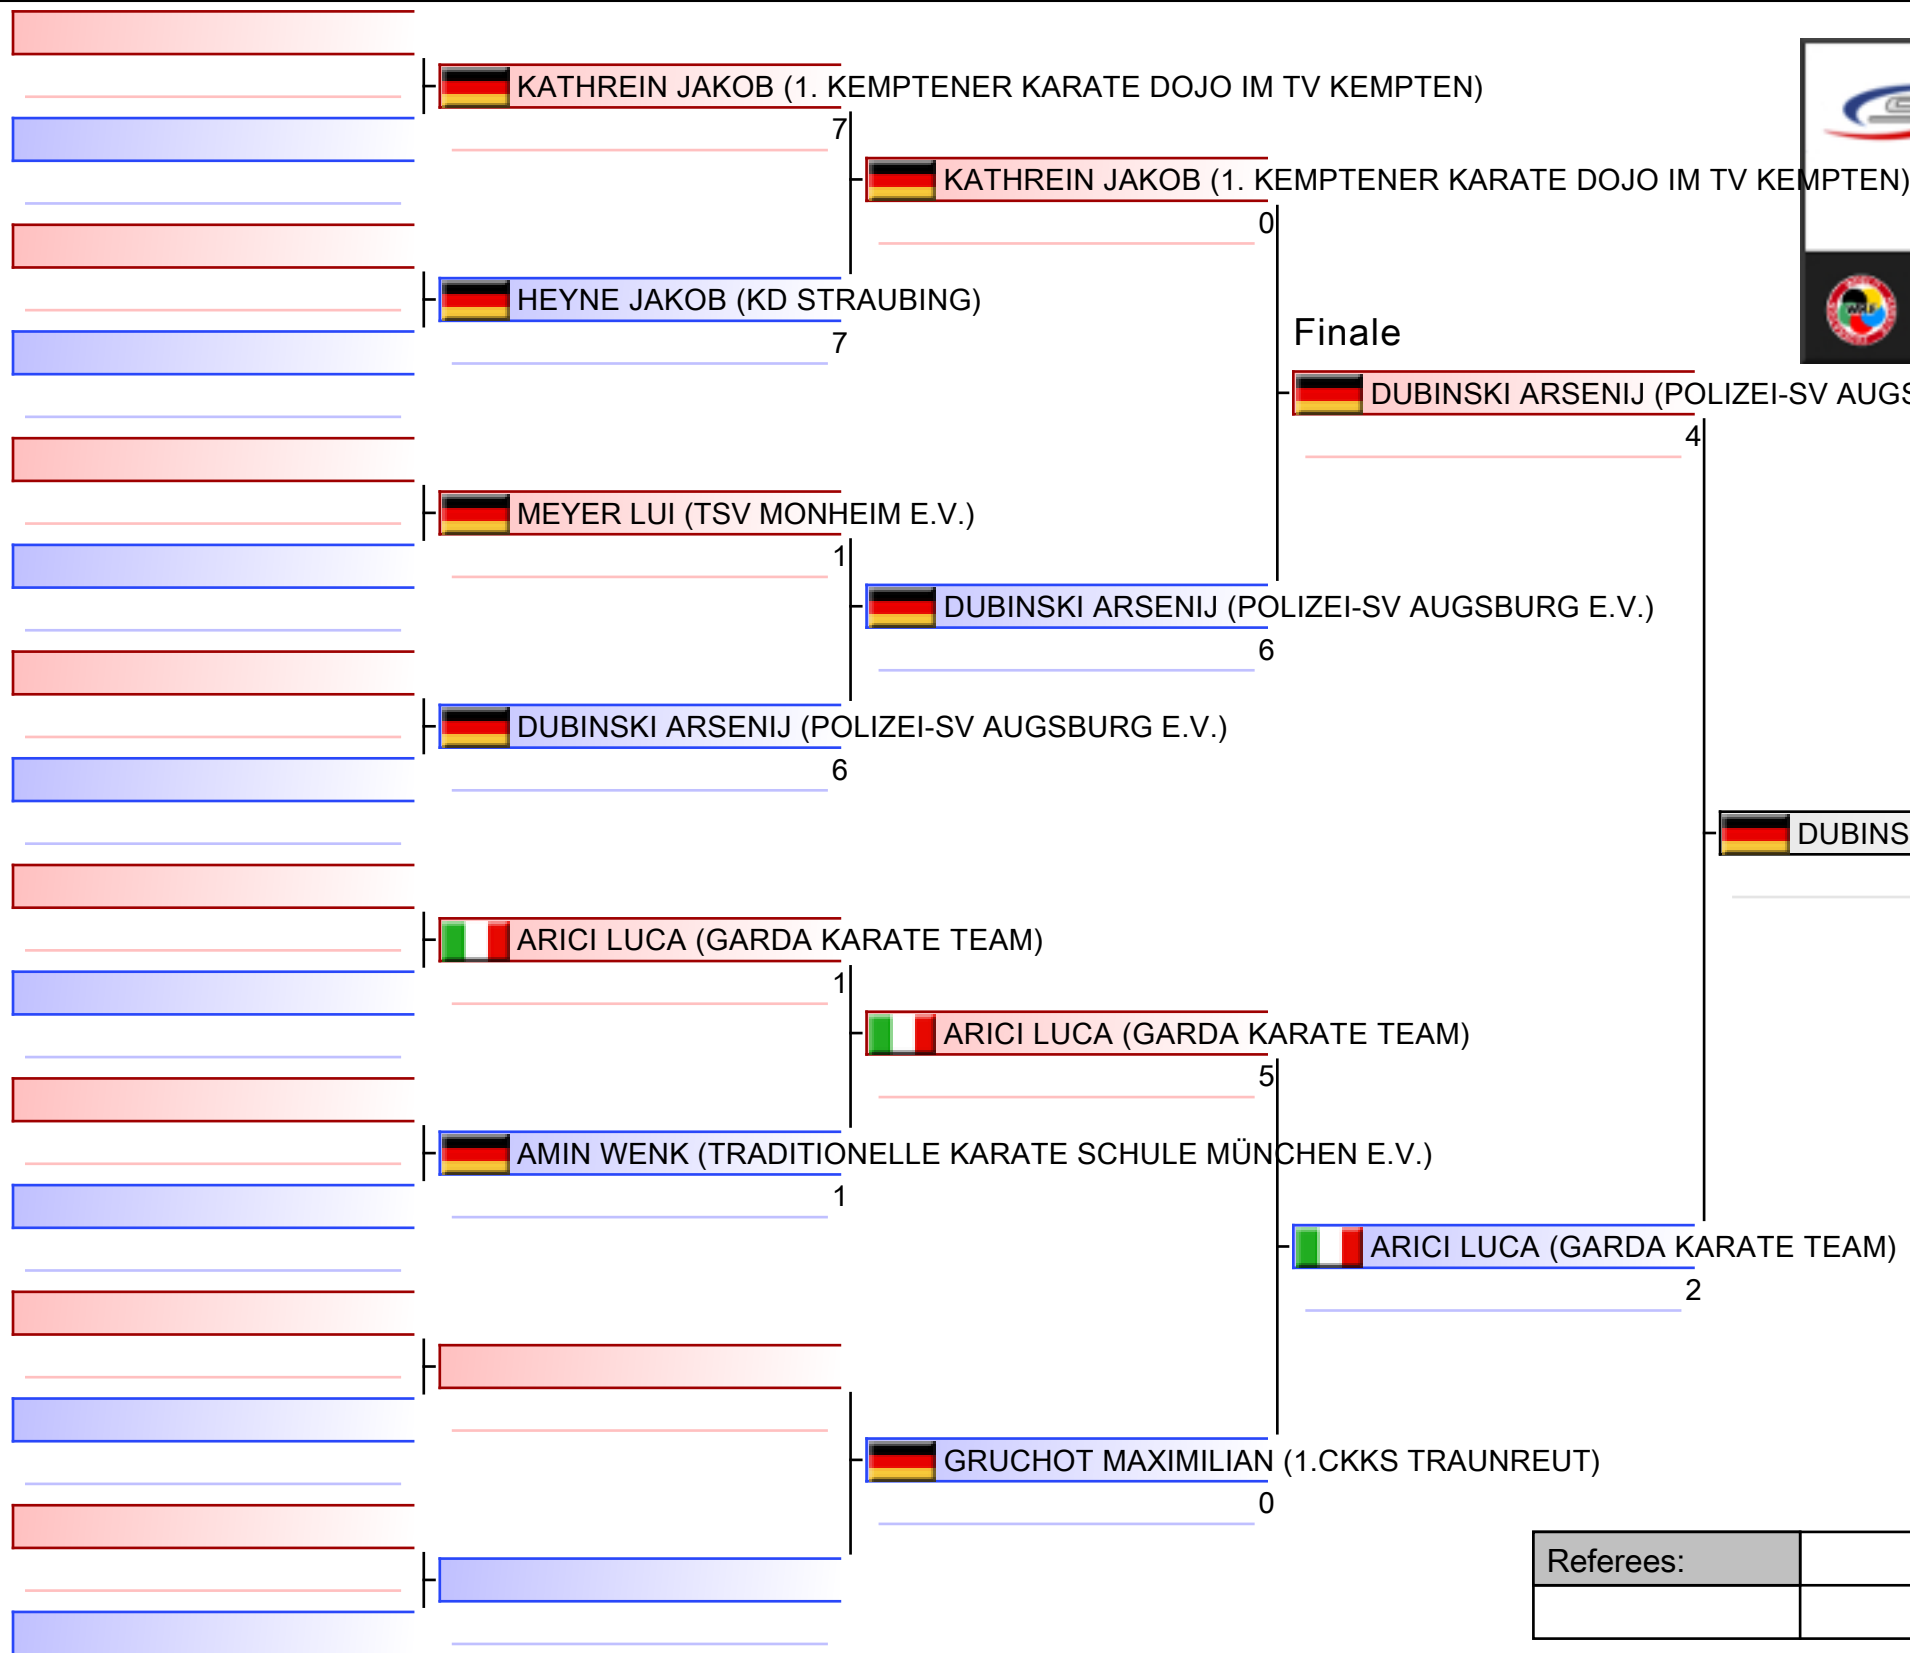 KATHREIN JAKOB (1. KEMPTENER KARATE DOJO IM TV KEMPTEN)
7
KATHREIN JAKOB (1. KEMPTENER KARATE DOJO IM TV KEMPTEN)
0
HEYNE JAKOB (KD STRAUBING)
7
Finale
DUBINSKI ARSENIJ (POLIZEI-SV AUGS
4
MEYER LUI (TSV MONHEIM E.V.)
1
DUBINSKI ARSENIJ (POLIZEI-SV AUGSBURG E.V.)
6
DUBINSKI ARSENIJ (POLIZEI-SV AUGSBURG E.V.)
6
DUBINS
ARICI LUCA (GARDA KARATE TEAM)
1
ARICI LUCA (GARDA KARATE TEAM)
5
AMIN WENK (TRADITIONELLE KARATE SCHULE MÜNCHEN E.V.)
1
ARICI LUCA (GARDA KARATE TEAM)
2
GRUCHOT MAXIMILIAN (1.CKKS TRAUNREUT)
0
Referees: